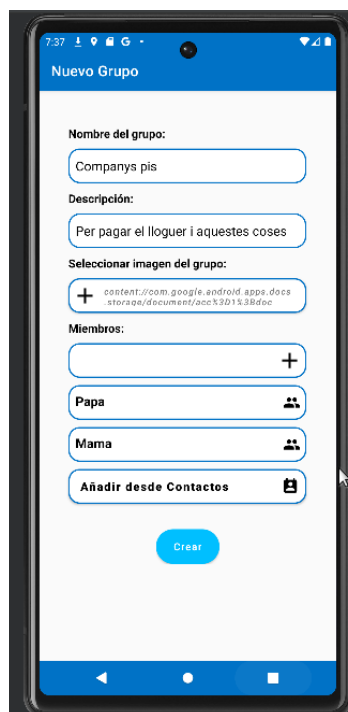 7:37
Nuevo Grupo
Nombre del grupo:
Companys pis
Descripción:
Per pagar el lloguer i aquestes coses
Seleccionar imagen del grupo:
content://com.google.android.apps.docs
.storage/document/acc%3D1%3Bdoc
Miembros:
Papa
Mama
Añadir desde Contactos
Crear